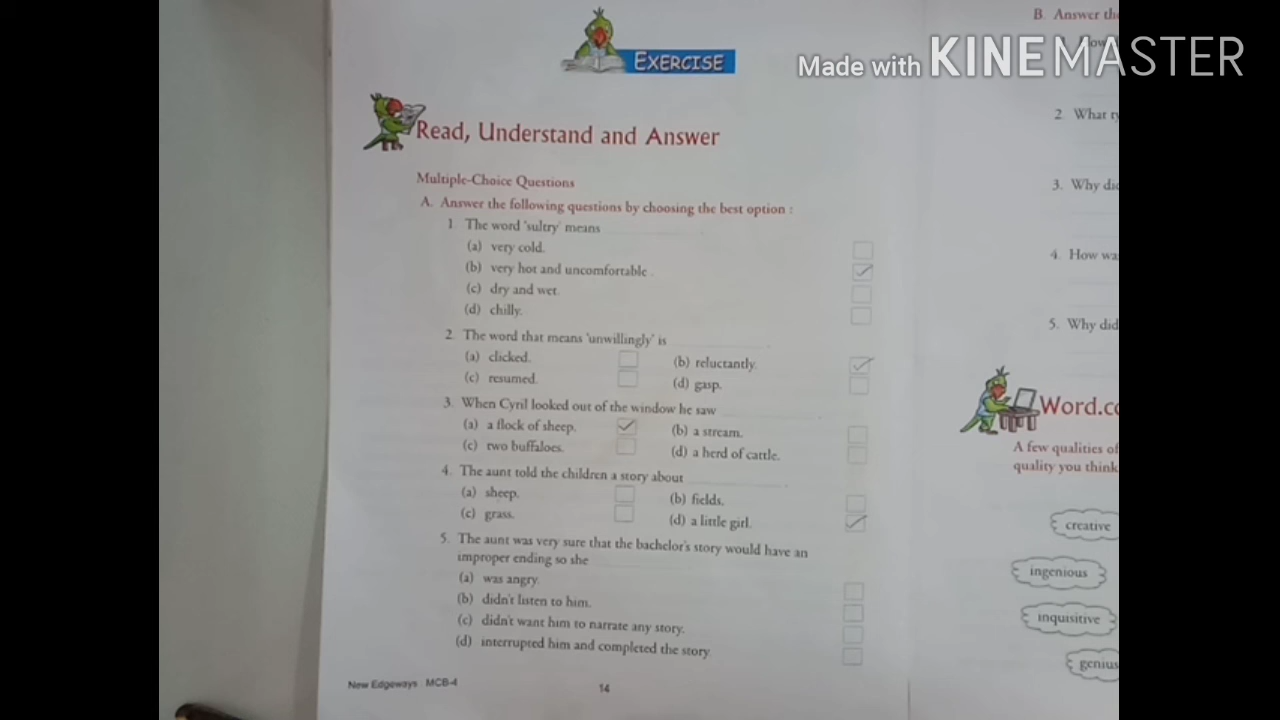 EXERCISE
Made with KINEMASTER
Read, Understand and Answer
Multiple-Choice Questions
A. Answer the following questions by choosing the best option :
1. The word 'sultry' means
(a) very cold.
(b) very hot and uncomfortable
(c) dry and wet.
(d) chilly.
2. The word that means 'unwillingly' is
(a) clicked. (b) reluctantly.
(c) resumed. (d) gasp.
3. When Cyril looked out of the window he saw
(a) a flock of sheep. (b) a stream.
(c) two buffaloes. (d) a herd of cattle.
4. The aunt told the children a story about
(a) sheep. (b) fields.
(c) grass. (d) a little girl.
5. The aunt was very sure that the bachelor's story would have an
improper ending so she
(a) was angry.
(b) didn't listen to him.
(c) didn't want him to narrate any story.
(d) interrupted him and completed the story
New Edgeways MCB-4
14
B. Answer
2. What
3. Why
4. How
5. Why did
Word.
A few qualities of
quality you think
creative
ingenious
inquisitive
genius